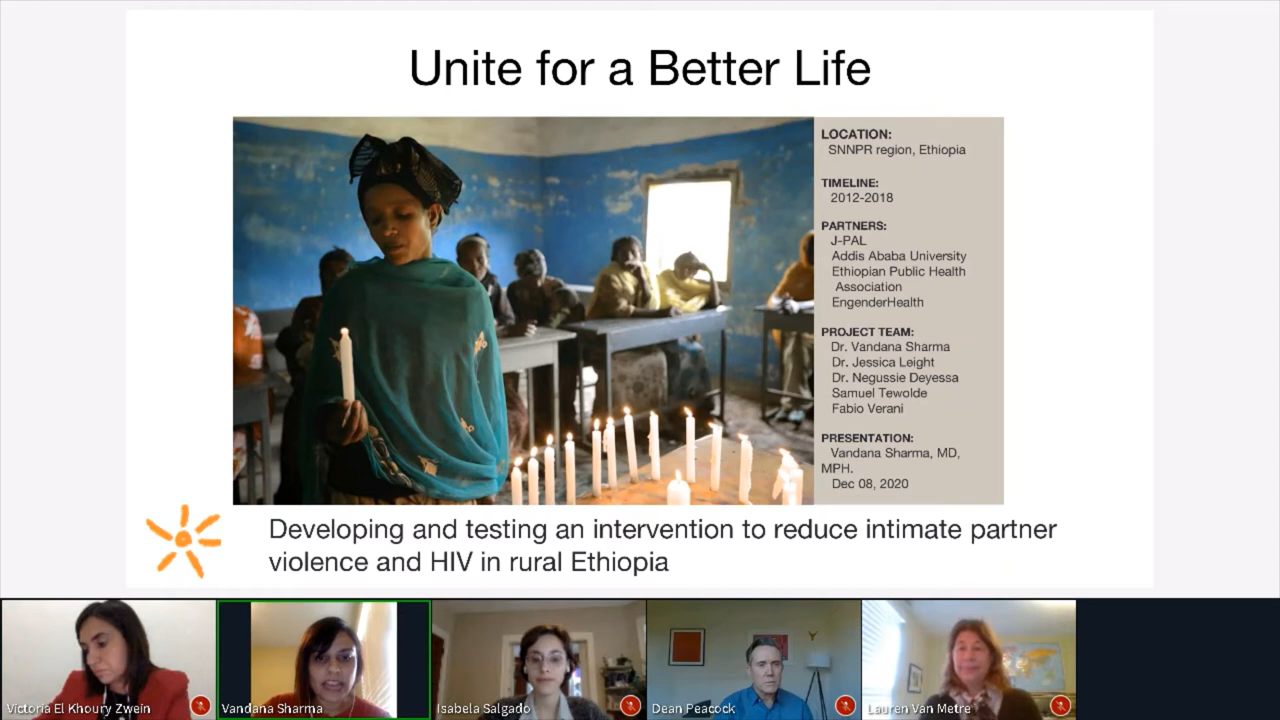 Unite for a Better Life
LOCATION:
SNNPR region, Ethiopia
TIMELINE:
2012-2018
PARTNERS:
J-PAL
Addis Ababa University
Ethiopian Public Health
Association
EngenderHealth
PROJECT TEAM:
Dr. Vandana Sharma
Dr. Jessica Leight
Dr. Negussie Deyessa
Samuel Tewolde
Fabio Verani
PRESENTATION:
Vandana Sharma, MD,
MPH.
Dec 08, 2020
Developing and testing an intervention to reduce intimate partner
violence and HIV in rural Ethiopia
Victoria El Khoury Zwein
Vandana Sharma
Isabela Salgado
Dean Peacock
Lauren Van Metre